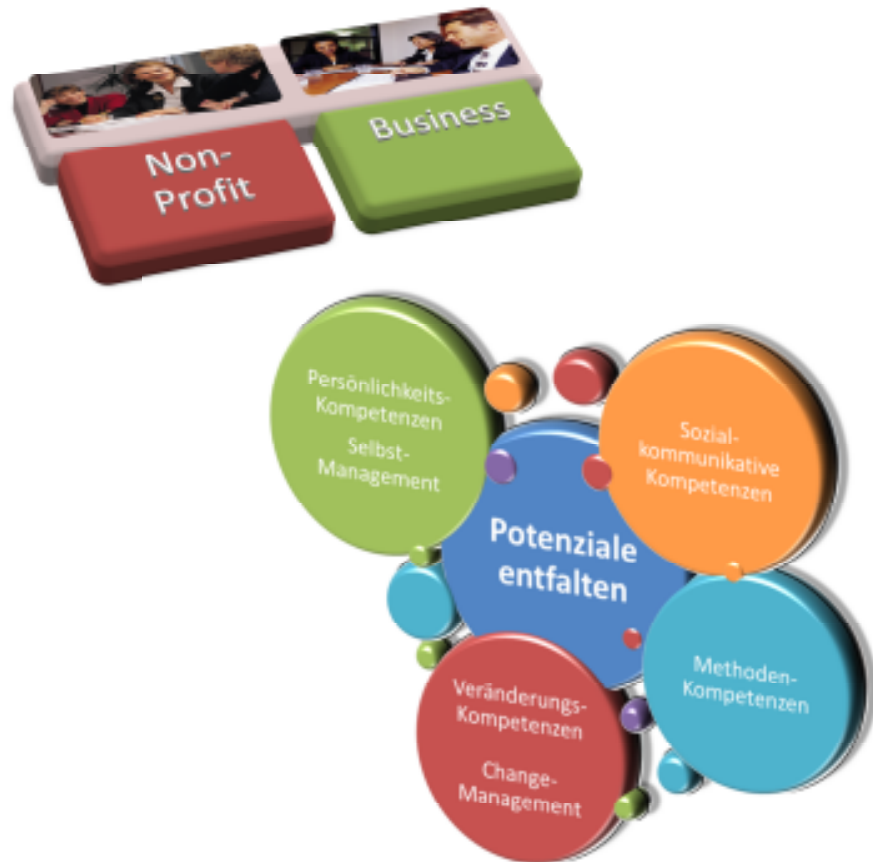 Non-
Profit
Business
Persönlichkeits-
Kompetenzen
Selbst-
Management
Sozial-
kommunikative
Kompetenzen
Potenziale
entfalten
Methoden-
Kompetenzen
Veränderungs-
Kompetenzen
Change-
Management